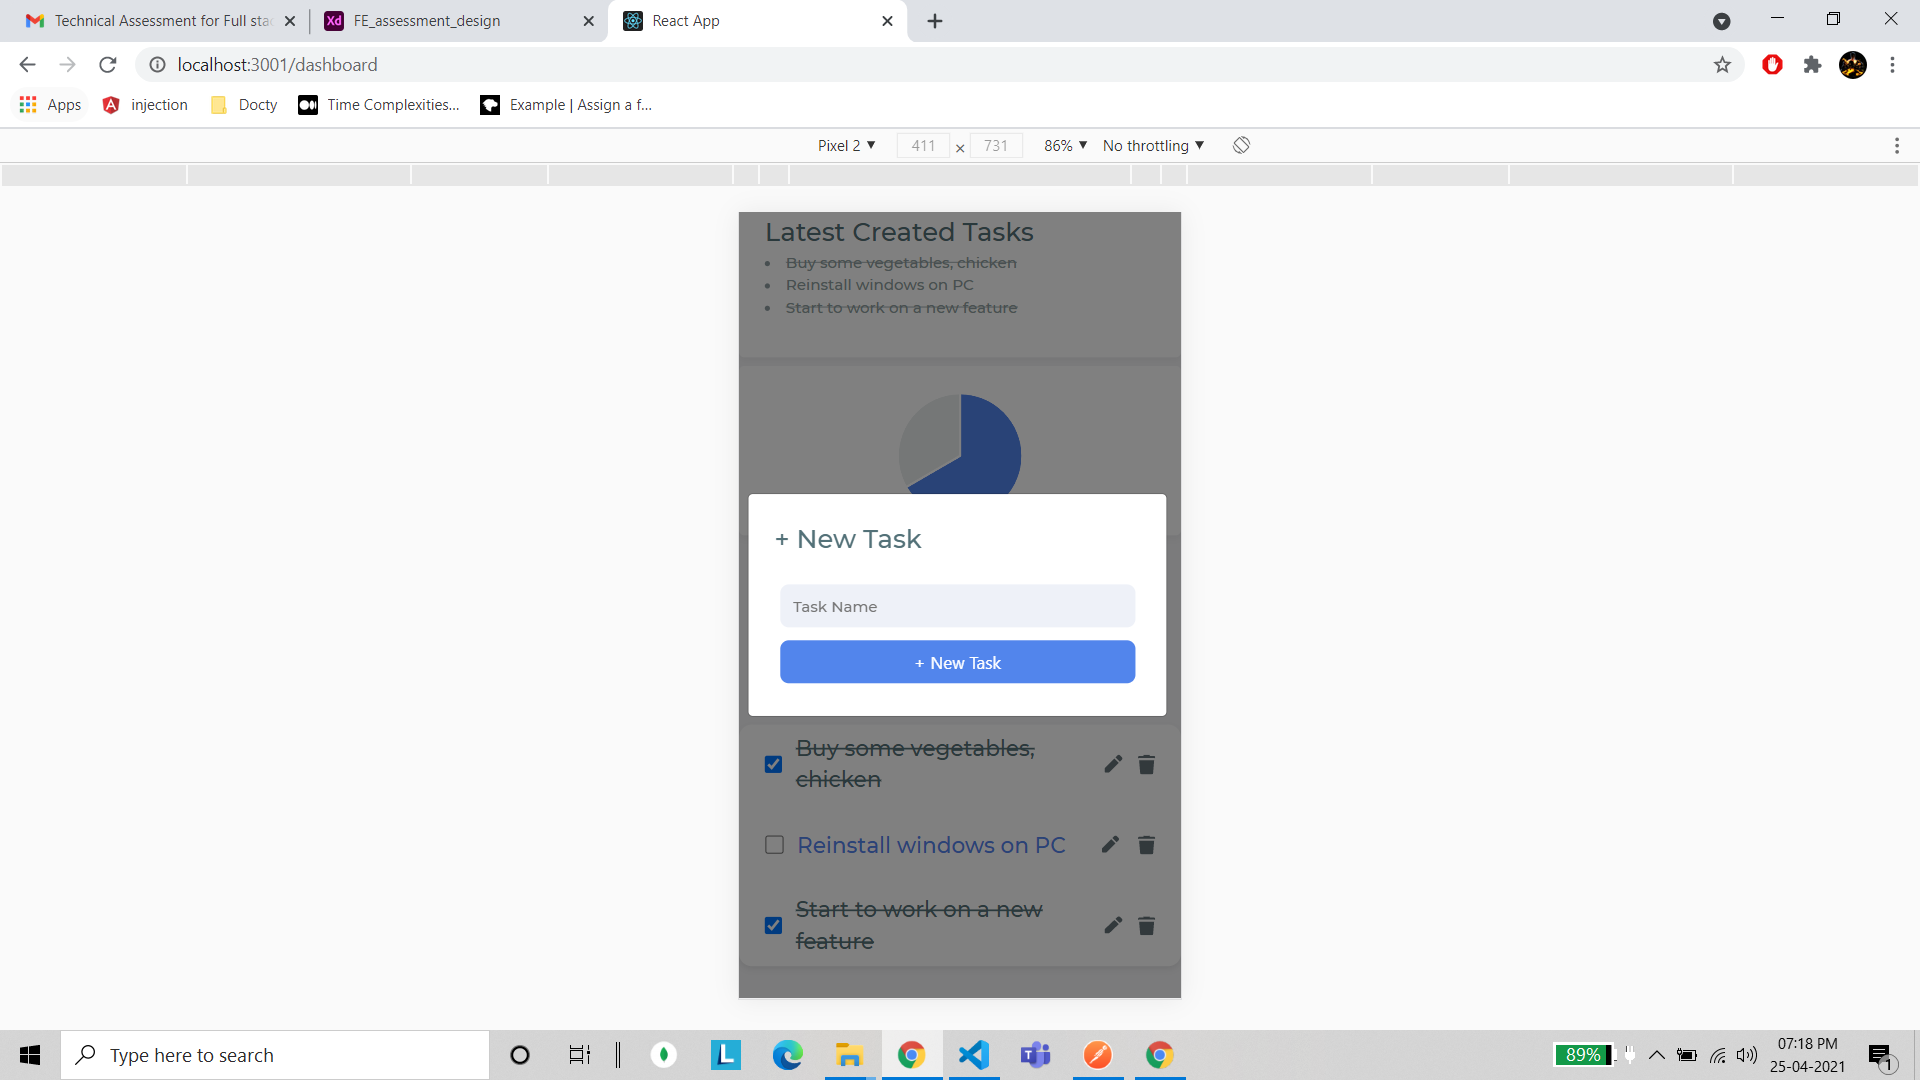 Technical Assessment for Full stac
FE_assessment_design
React App
localhost:3001/dashboard
Apps
injection
Docty
Time Complexities...
Example | Assign a f...
Pixel 2
411 × 731
86%
No throttling
Latest Created Tasks
Buy some vegetables, chicken
Reinstall windows on PC
Start to work on a new feature
+ New Task
Task Name
+ New Task
Buy some vegetables,
chicken
Reinstall windows on PC
Start to work on a new
feature
Type here to search
89%
07:18 PM
25-04-2021
1